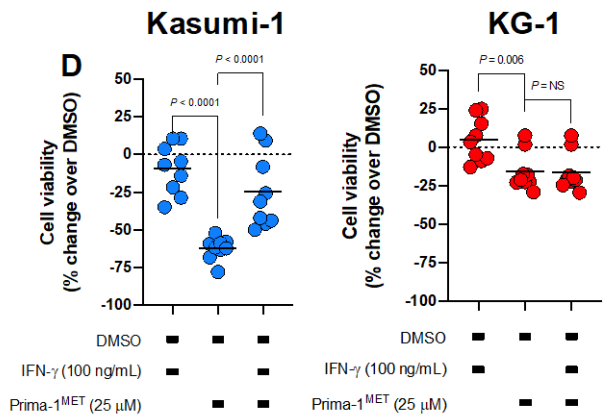 Kasumi-1
KG-1
D
P < 0.0001
P < 0.0001
Cell viability
(% change over DMSO)
50
25
0
-25
-50
-75
-100
DMSO
IFN-γ (100 ng/mL)
Prima-1MET (25 μM)
P = 0.006
P = NS
Cell viability
(% change over DMSO)
50
25
0
-25
-50
-100
DMSO
IFN-γ (100 ng/mL)
Prima-1MET (25 μM)